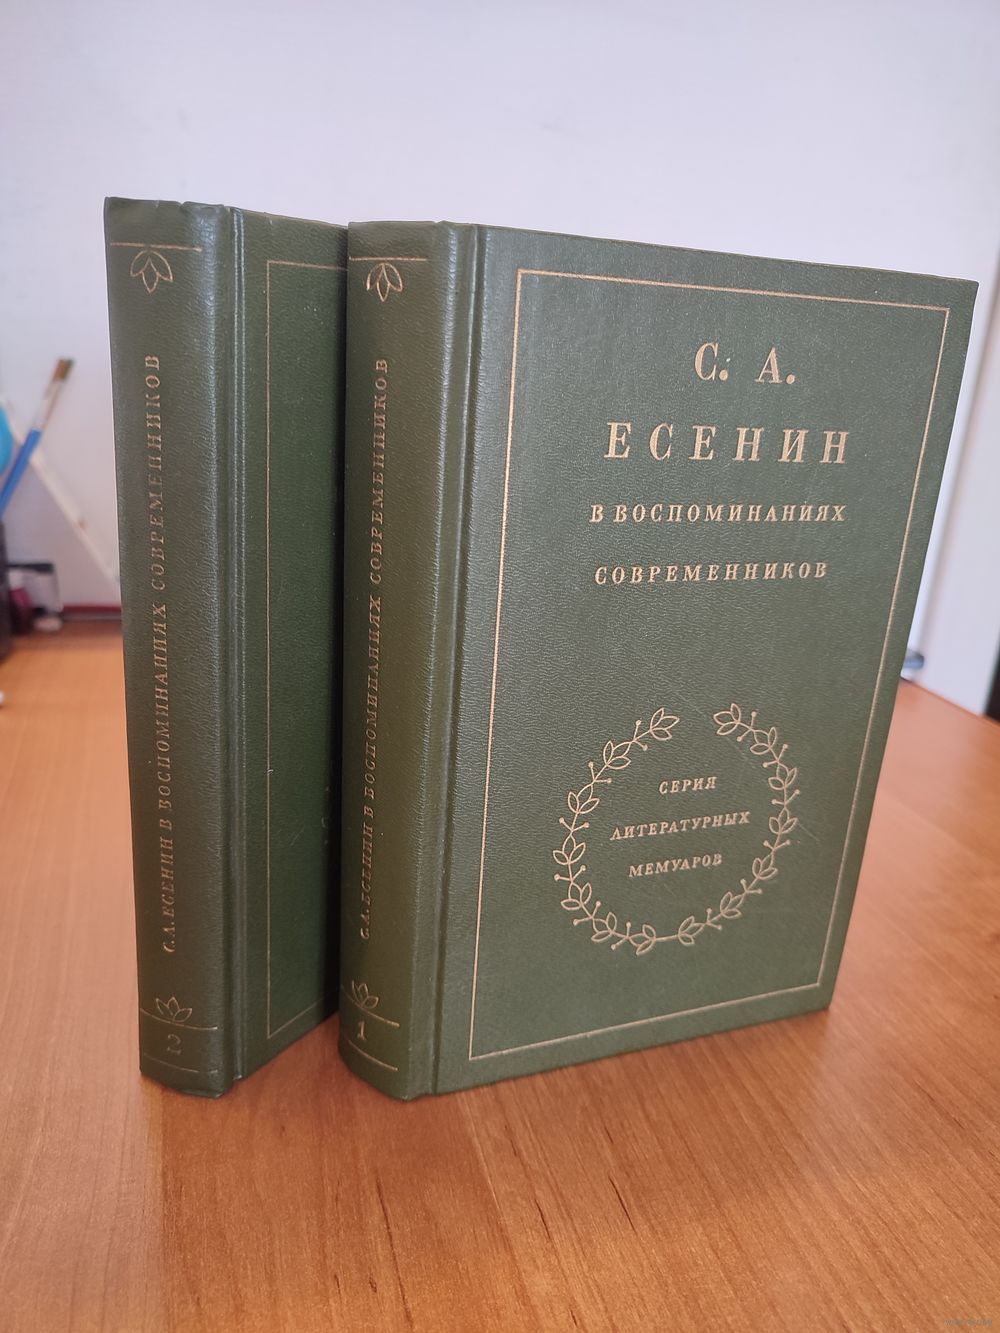 С. А. ЕСЕНИН В ВОСПОМИНАНИЯХ СОВРЕМЕННИКОВ
2
С. А. ЕСЕНИН В ВОСПОМИНАНИЯХ СОВРЕМЕННИКОВ
1
С. А.
ЕСЕНИН
В ВОСПОМИНАНИЯХ
СОВРЕМЕННИКОВ
СЕРИЯ
ЛИТЕРАТУРНЫХ
МЕМУАРОВ